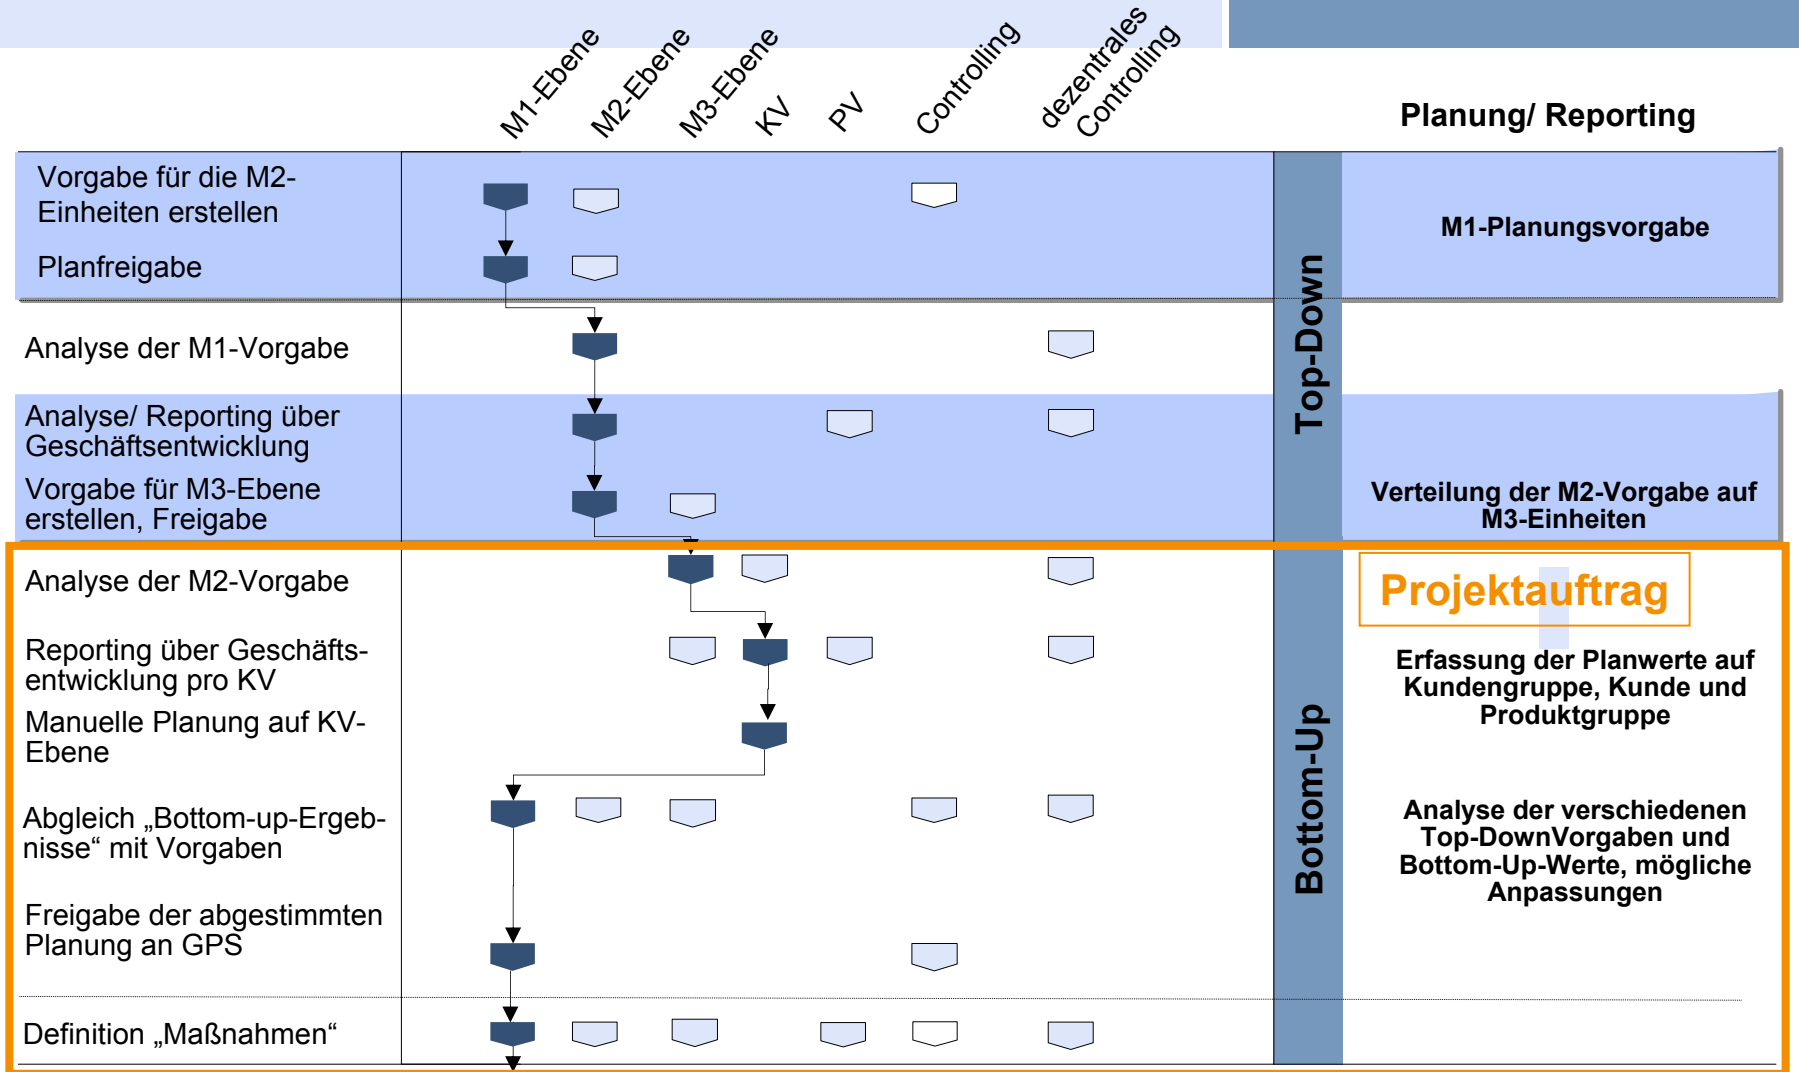 M1-Ebene
M2-Ebene
M3-Ebene
KV
PV
Controlling
dezentrales
Controlling
Planung/ Reporting
Vorgabe für die M2-
Einheiten erstellen
M1-Planungsvorgabe
Planfreigabe
Top-Down
Analyse der M1-Vorgabe
Analyse/ Reporting über
Geschäftsentwicklung
Vorgabe für M3-Ebene
erstellen, Freigabe
Verteilung der M2-Vorgabe auf
M3-Einheiten
Analyse der M2-Vorgabe
Projektauftrag
Reporting über Geschäfts-
entwicklung pro KV
Erfassung der Planwerte auf
Kundengruppe, Kunde und
Produktgruppe
Manuelle Planung auf KV-
Ebene
Bottom-Up
Abgleich „Bottom-up-Ergeb-
nisse“ mit Vorgaben
Analyse der verschiedenen
Top-DownVorgaben und
Bottom-Up-Werte, mögliche
Anpassungen
Freigabe der abgestimmten
Planung an GPS
Definition „Maßnahmen“